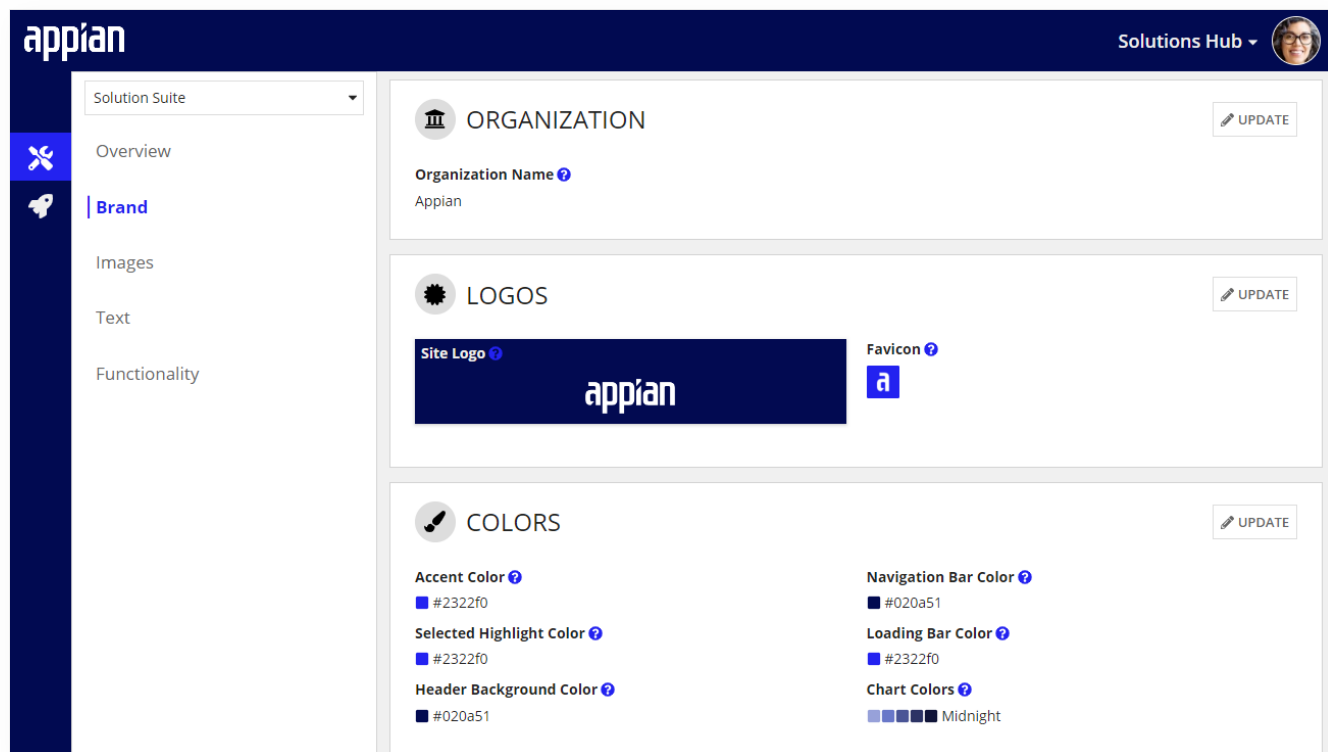 appian
Solutions Hub
Solution Suite
Overview
Brand
Images
Text
Functionality
ORGANIZATION
UPDATE
Organization Name ?
Appian
LOGOS
UPDATE
Site Logo ?
appian
Favicon ?
a
COLORS
UPDATE
Accent Color ?
#2322f0
Navigation Bar Color ?
#020a51
Selected Highlight Color ?
#2322f0
Loading Bar Color ?
#2322f0
Header Background Color ?
#020a51
Chart Colors ?
Midnight